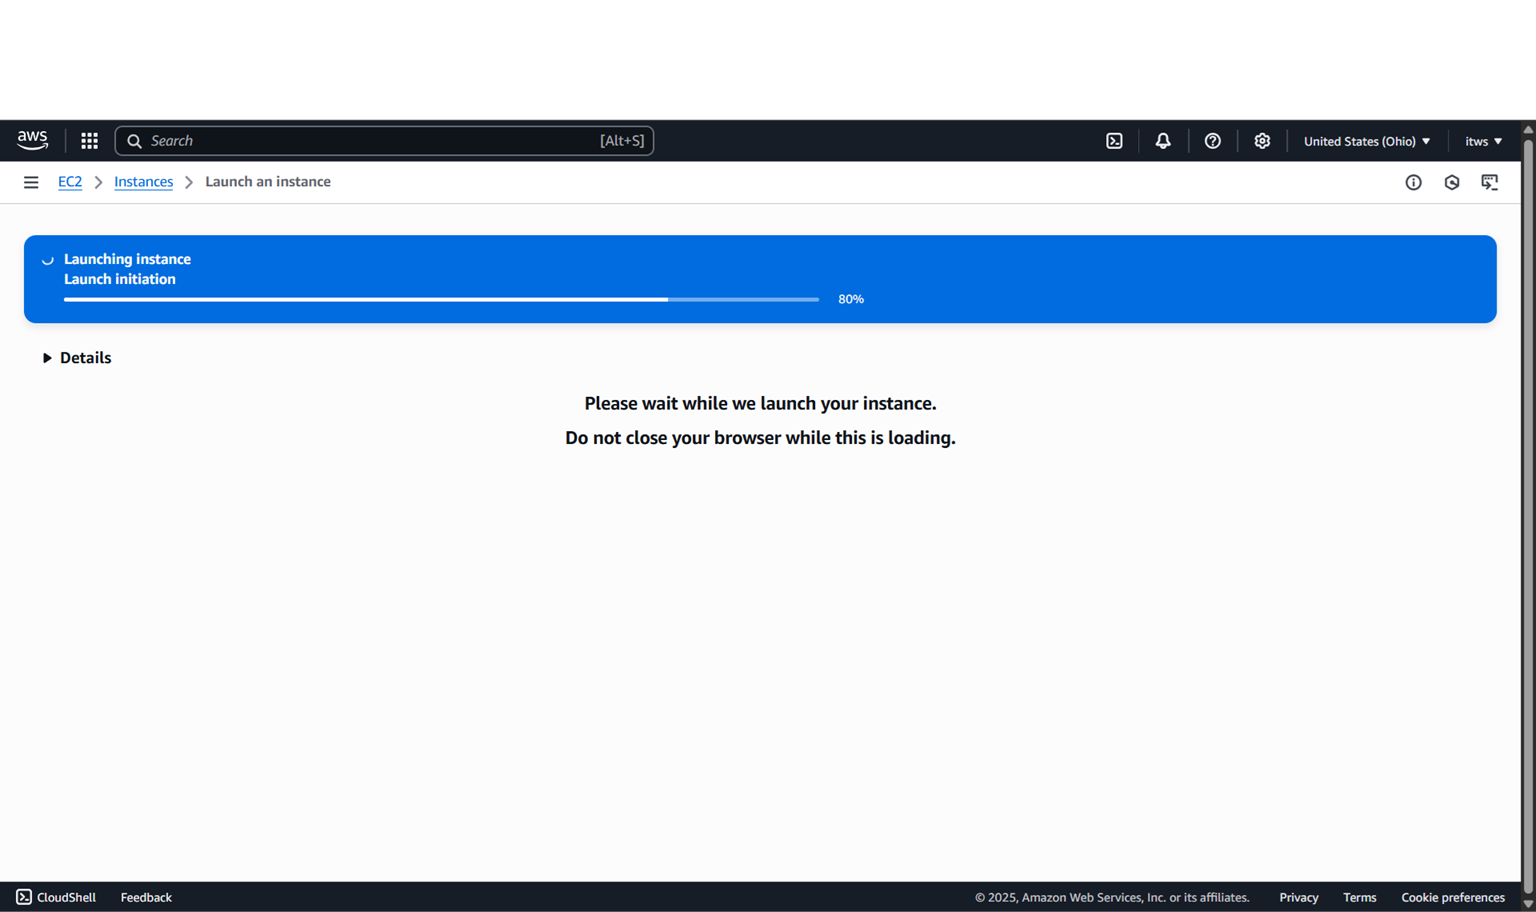 aws
Search [Alt+S]
United States (Ohio)
itws
EC2 > Instances > Launch an instance
Launching instance
Launch initiation
80%
Details
Please wait while we launch your instance.
Do not close your browser while this is loading.
CloudShell
Feedback
© 2025, Amazon Web Services, Inc. or its affiliates.
Privacy
Terms
Cookie preferences